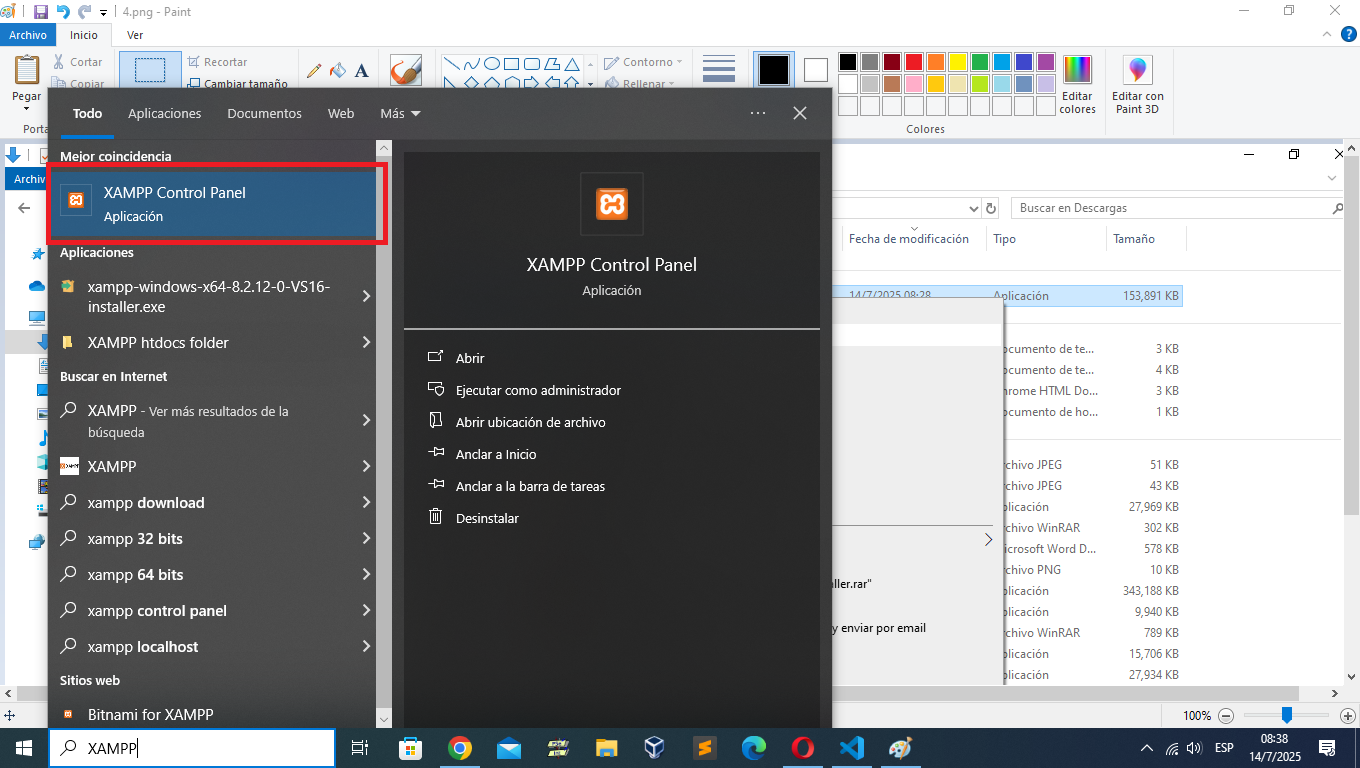 4.png - Paint
Archivo
Inicio
Ver
Pegar
Cortar
Copiar
Recortar
Cambiar tamaño
A
Contorno
Rellenar
Editar
colores
Editar con
Paint 3D
Colores
Todo
Aplicaciones
Documentos
Web
Más
Mejor coincidencia
XAMPP Control Panel
Aplicación
Aplicaciones
xampp-windows-x64-8.2.12-0-VS16-
installer.exe
XAMPP htdocs folder
Buscar en Internet
XAMPP - Ver más resultados de la
búsqueda
XAMPP
xampp download
xampp 32 bits
xampp 64 bits
xampp control panel
xampp localhost
Sitios web
Bitnami for XAMPP
XAMPP Control Panel
Aplicación
Abrir
Ejecutar como administrador
Abrir ubicación de archivo
Anclar a Inicio
Anclar a la barra de tareas
Desinstalar
Buscar en Descargas
Fecha de modificación Tipo Tamaño
14/7/2025 08:28 Aplicación 153,891 KB
ocumento de te... 3 KB
ocumento de te... 4 KB
hrome HTML Do... 3 KB
ocumento de ho... 1 KB
rchivo JPEG 51 KB
rchivo JPEG 43 KB
plicación 27,969 KB
rchivo WinRAR 302 KB
icrosoft Word D... 578 KB
rchivo PNG 10 KB
plicación 343,188 KB
plicación 9,940 KB
rchivo WinRAR 789 KB
plicación 15,706 KB
plicación 27,934 KB
ller.rar"
y enviar por email
100%
XAMPP
ESP
08:38
14/7/2025